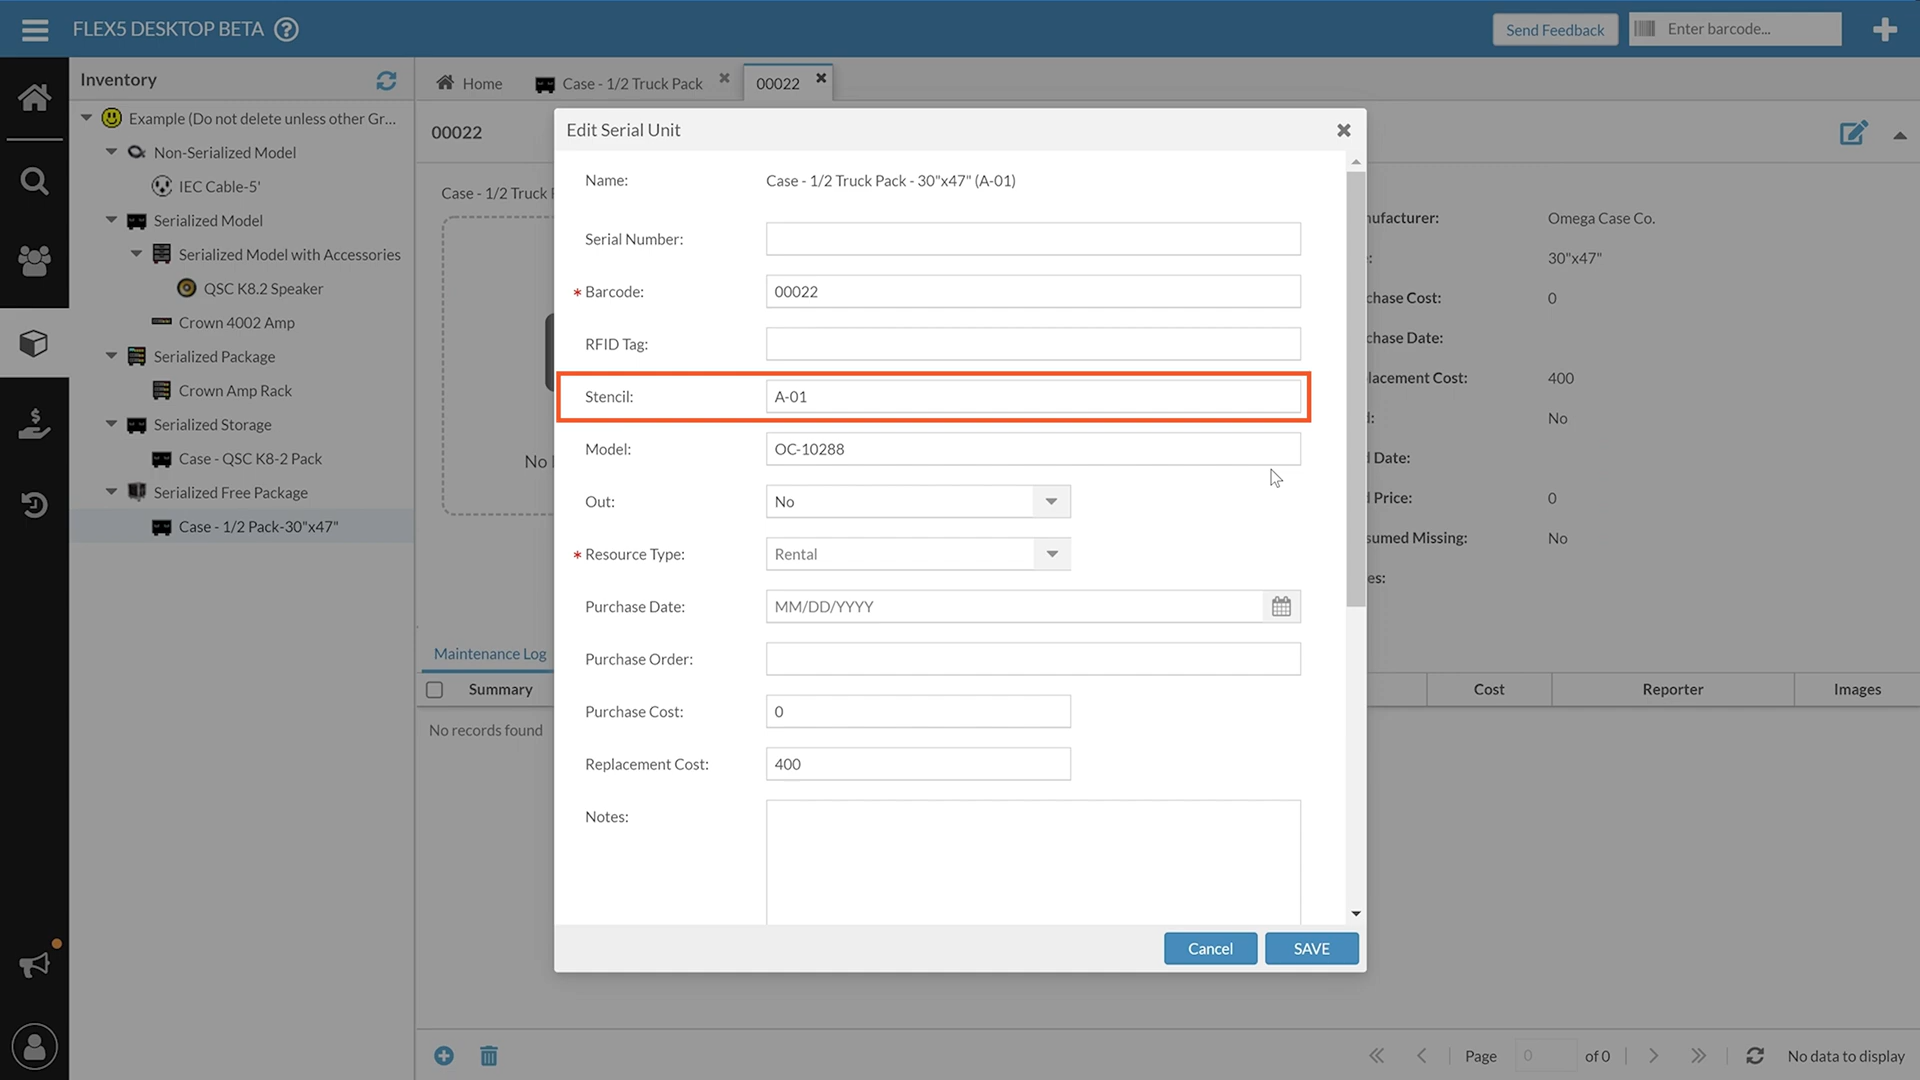 FLEX5 DESKTOP BETA ?
Send Feedback
Enter barcode...
Inventory
Home
Case - 1/2 Truck Pack
00022
Example (Do not delete unless other Gr...
Non-Serialized Model
IEC Cable-5'
Serialized Model
Serialized Model with Accessories
QSC K8.2 Speaker
Crown 4002 Amp
Serialized Package
Crown Amp Rack
Serialized Storage
Case - QSC K8-2 Pack
Serialized Free Package
Case - 1/2 Pack-30"x47"
00022
Case - 1/2 Truck
No
Edit Serial Unit
Name: Case - 1/2 Truck Pack - 30"x47" (A-01)
Serial Number:
* Barcode: 00022
RFID Tag:
Stencil: A-01
Model: OC-10288
Out: No
* Resource Type: Rental
Purchase Date: MM/DD/YYYY
Purchase Order:
Purchase Cost: 0
Replacement Cost: 400
Notes:
Cancel SAVE
ufacturer: Omega Case Co.
: 30"x47"
chase Cost: 0
chase Date:
lacement Cost: 400
: No
Date:
Price: 0
sumed Missing: No
es:
Maintenance Log
Summary Cost Reporter Images
No records found
Page 0 of 0 No data to display